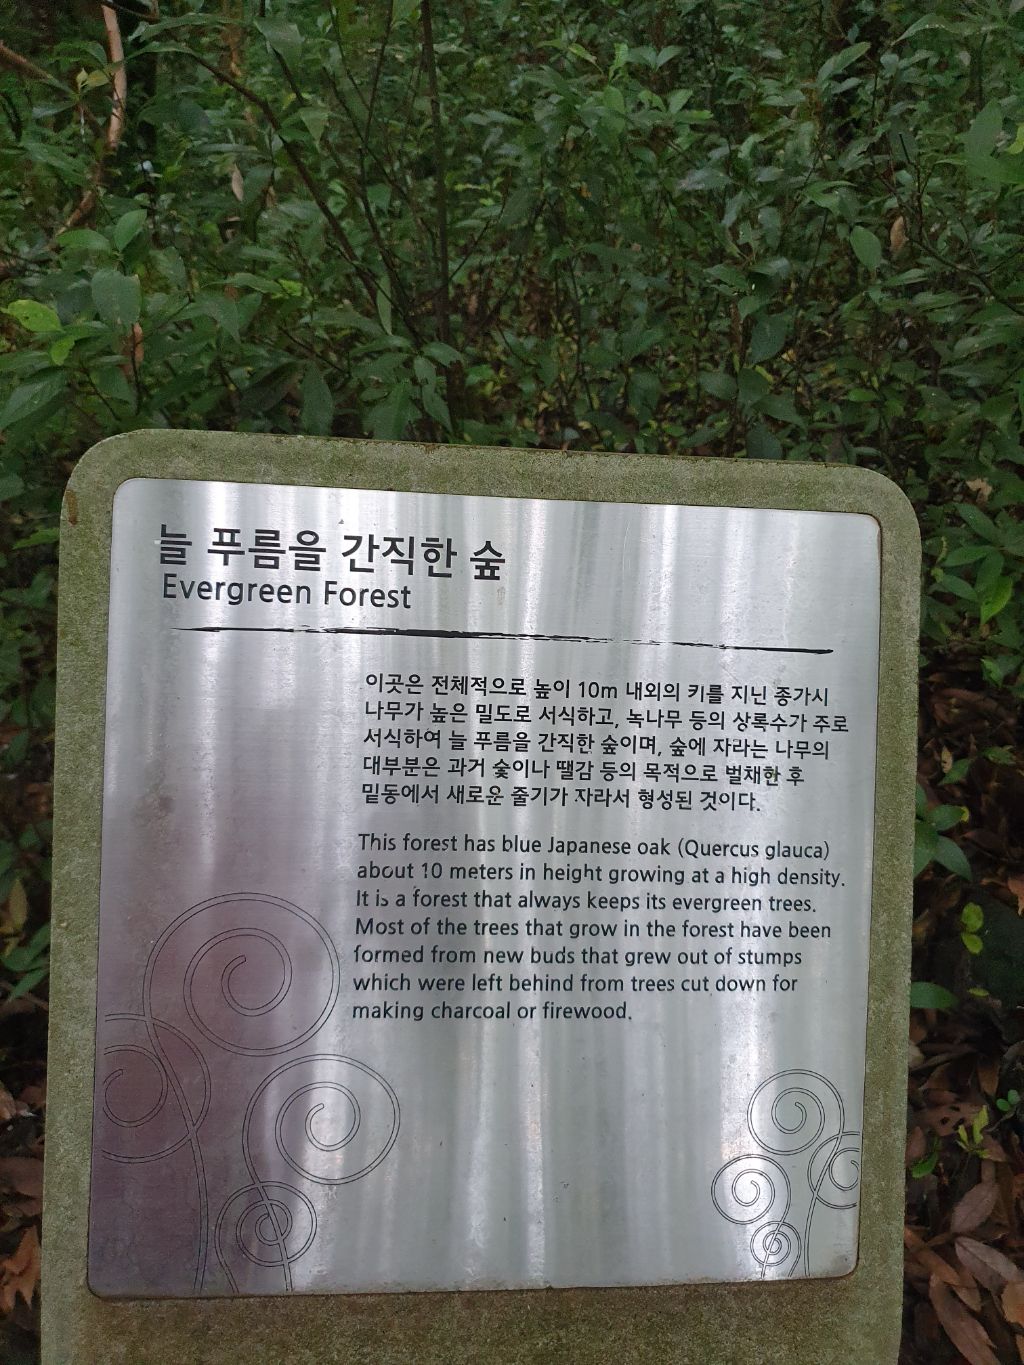 늘 푸름을 간직한 숲
Evergreen Forest
이곳은 전체적으로 높이 10m 내외의 키를 지닌 종가시
나무가 높은 밀도로 서식하고, 녹나무 등의 상록수가 주로
서식하여 늘 푸름을 간직한 숲이며, 숲에 자라는 나무의
대부분은 과거 숯이나 땔감 등의 목적으로 벌채한 후
밑동에서 새로운 줄기가 자라서 형성된 것이다.
This forest has blue Japanese oak (Quercus glauca)
about 10 meters in height growing at a high density.
It is a forest that always keeps its evergreen trees.
Most of the trees that grow in the forest have been
formed from new buds that grew out of stumps
which were left behind from trees cut down for
making charcoal or firewood.